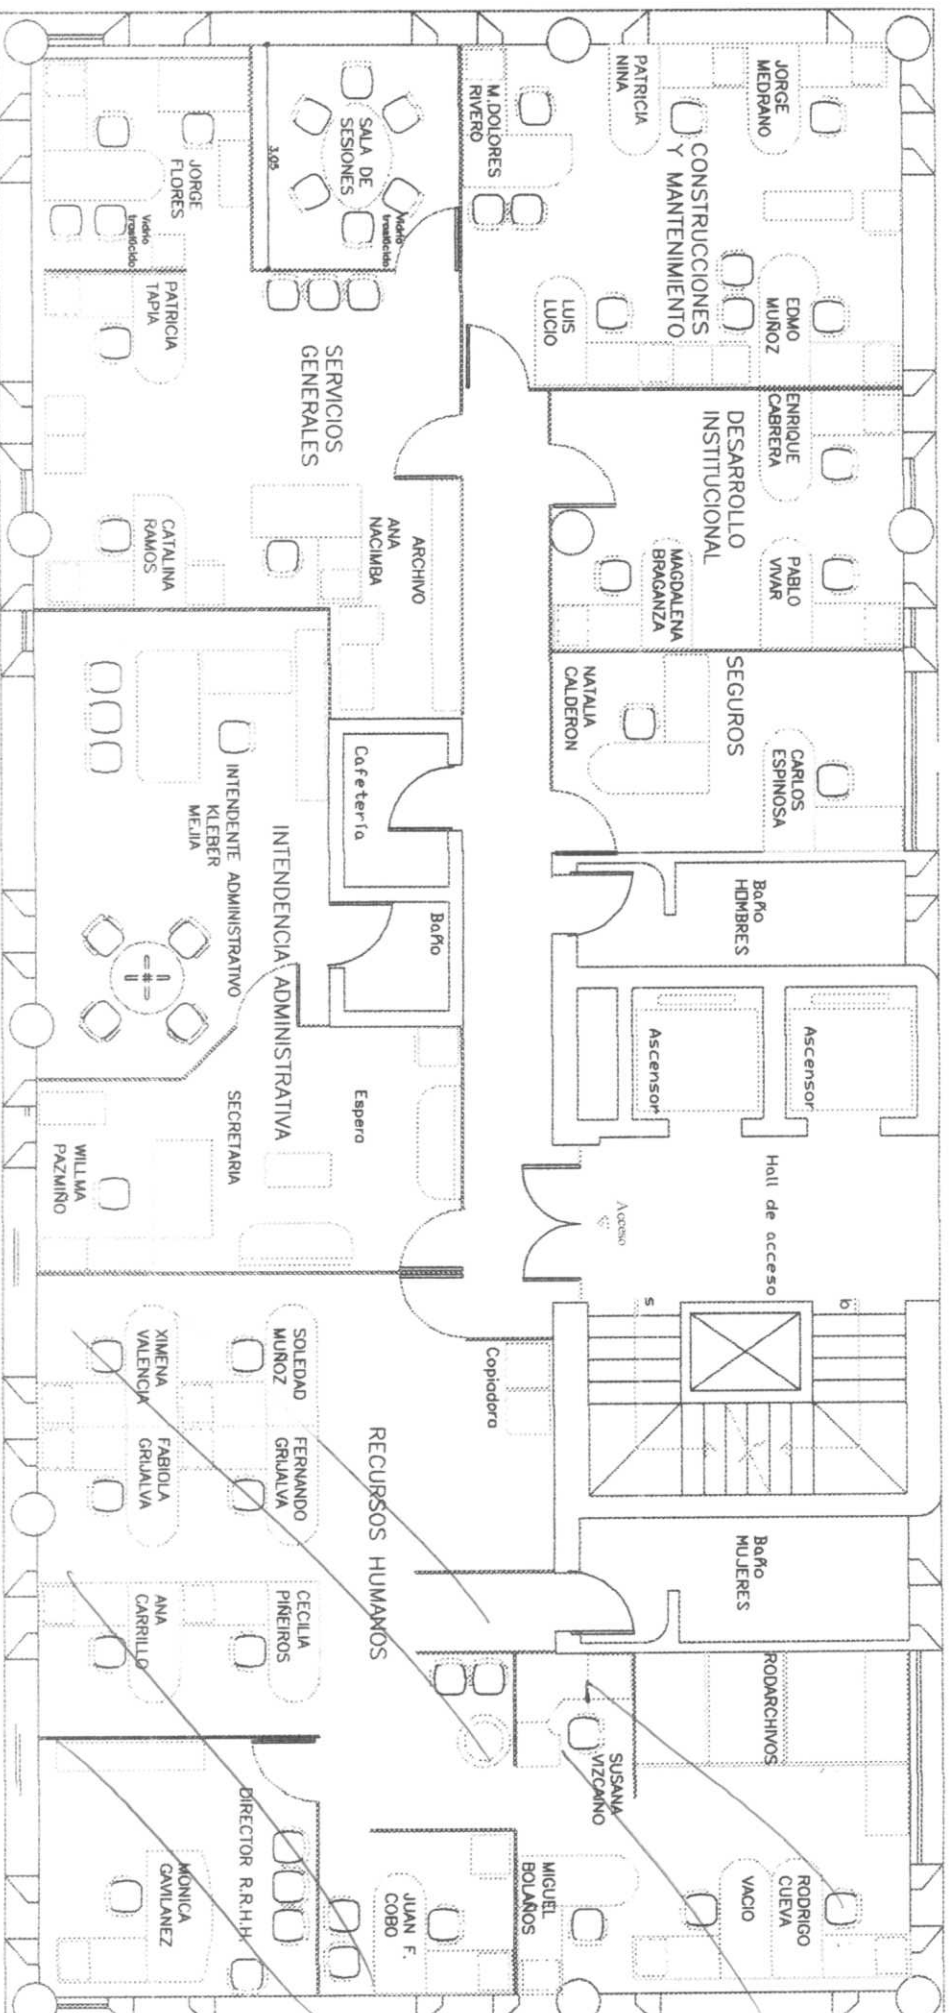 JORGE
MEDRANO
PATRICIA
NINA
M.DOLORES
RIVERO
CONSTRUCCIONES
Y MANTENIMIENTO
EDMO
MUÑOZ
LUIS
LUCIO
SALA DE
SESIONES
3.05
Vidrio
traslúcido
JORGE
FLORES
Vidrio
traslúcido
PATRICIA
TAPIA
SERVICIOS
GENERALES
CATALINA
RAMOS
ANA
NACIMBA
ARCHIVO
ENRIQUE
CABRERA
DESARROLLO
INSTITUCIONAL
PABLO
VIVAR
MAGDALENA
BRAGANZA
SEGUROS
NATALIA
CALDERON
CARLOS
ESPINOSA
Cafetería
INTENDENTE ADMINISTRATIVO
KLEBER
MEJIA
INTENDENCIA ADMINISTRATIVA
Baño
Baño
HOMBRES
Ascensor
Ascensor
Espera
SECRETARIA
WILLMA
PAZMIÑO
Hall de acceso
Acceso
s
b
Copiadora
SOLEDAD
MUÑOZ
XIMENA
VALENCIA
FERNANDO
GRIJALVA
FABIOLA
GRIJALVA
RECURSOS HUMANOS
CECILIA
PIÑEIROS
ANA
CARRILLO
Baño
MUJERES
RODARCHIVOS
SUSANA
VIZCAINO
RODRIGO
CUEVA
VACIO
MIGUEL
BOLAÑOS
JUAN F.
COBO
DIRECTOR R.R.H.H.
MONICA
GAVILANEZ